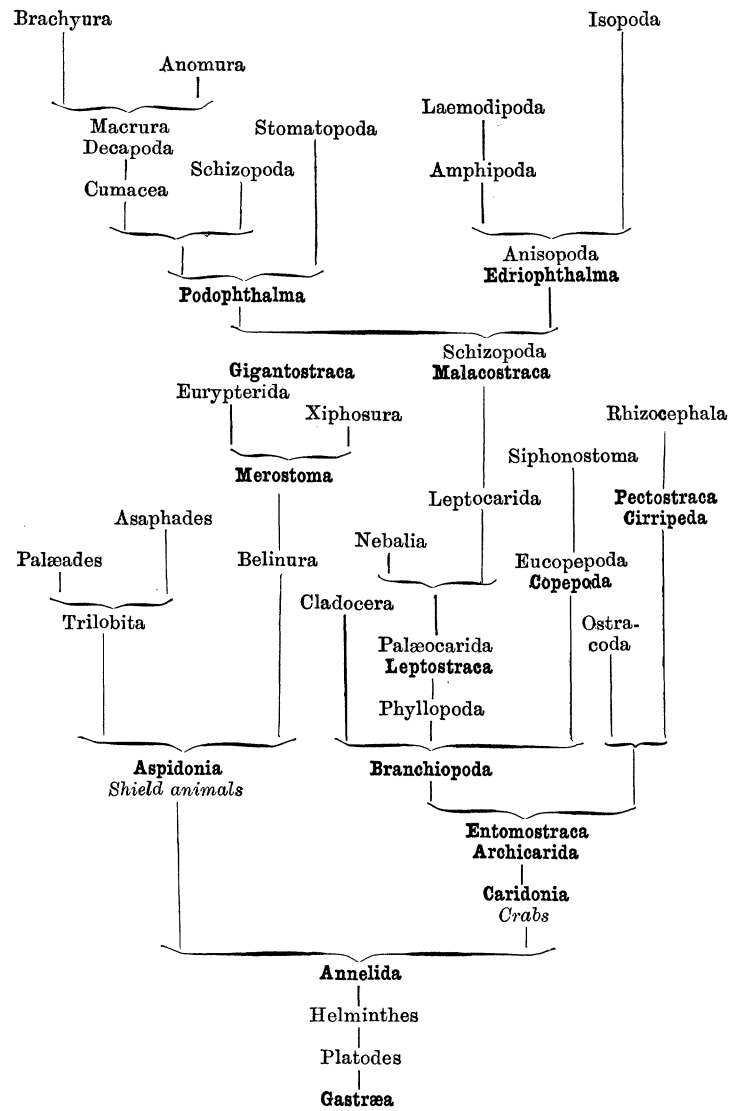 Brachyura
Isopoda
Anomura
Laemodipoda
Macrura
Stomatopoda
Decapoda
Schizopoda
Amphipoda
Cumacea
Anisopoda
Edriophthalma
Podophthalma
Schizopoda
Gigantostraca
Malacostraca
Eurypterida
Xiphosura
Rhizocephala
Siphonostoma
Merostoma
Leptocarida
Pectostraca
Asaphades
Cirripeda
Nebalia
Palæades
Belinura
Eucopepoda
Copepoda
Cladocera
Trilobita
Ostra-
coda
Palæocarida
Leptostraca
Phyllopoda
Aspidonia
Branchiopoda
Shield animals
Entomostraca
Archicarida
Caridonia
Crabs
Annelida
Helminthes
Platodes
Gastræa